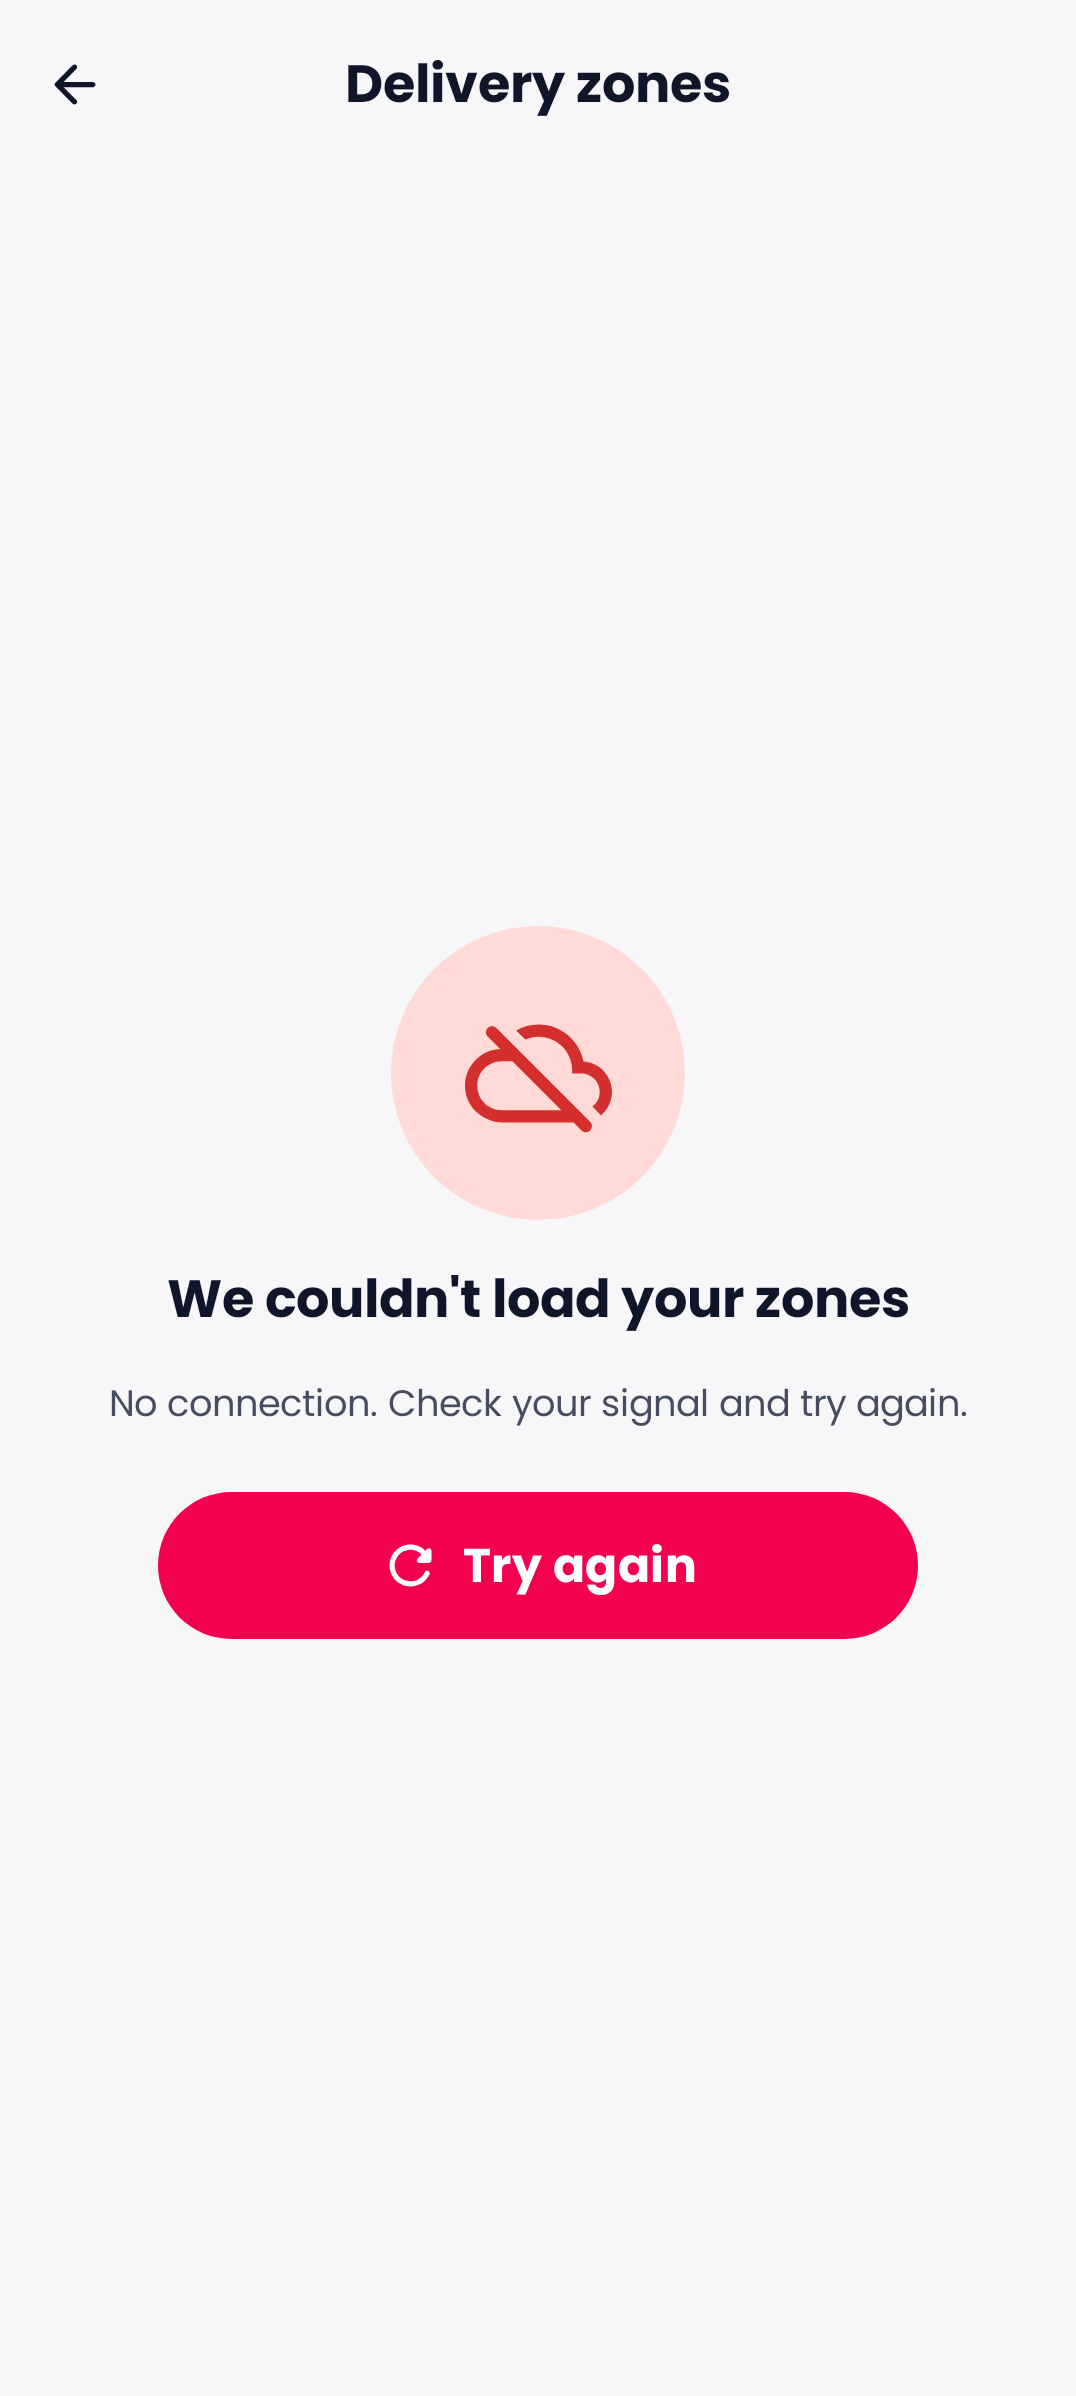 Delivery zones
We couldn't load your zones
No connection. Check your signal and try again.
Try again